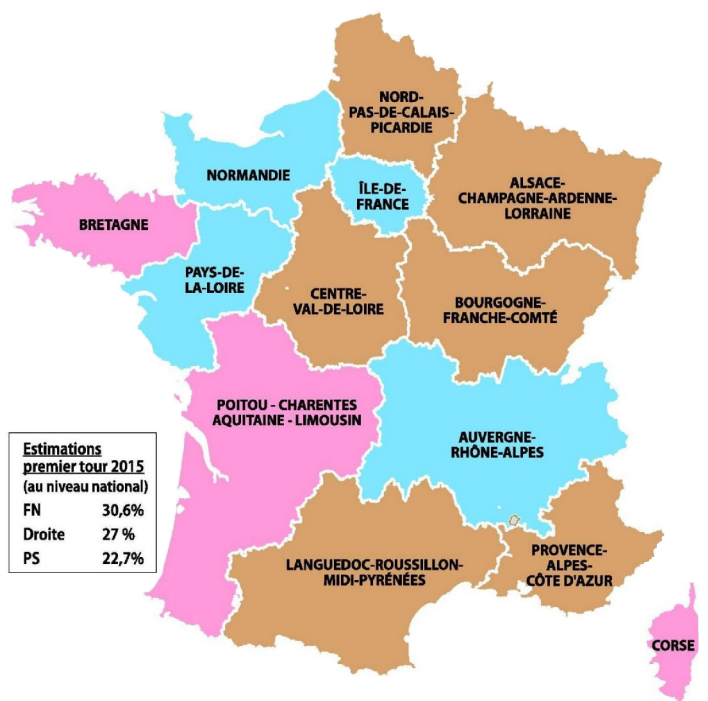 NORD-
PAS-DE-CALAIS-
PICARDIE
NORMANDIE
ÎLE-DE-
FRANCE
ALSACE-
CHAMPAGNE-ARDENNE-
LORRAINE
BRETAGNE
PAYS-DE-
LA-LOIRE
CENTRE-
VAL-DE-LOIRE
BOURGOGNE-
FRANCHE-COMTÉ
POITOU - CHARENTES
AQUITAINE - LIMOUSIN
AUVERGNE-
RHÔNE-ALPES
Estimations
premier tour 2015
(au niveau national)
FN 30,6%
Droite 27 %
PS 22,7%
LANGUEDOC-ROUSSILLON-
MIDI-PYRÉNÉES
PROVENCE-
ALPES-
CÔTE D'AZUR
CORSE